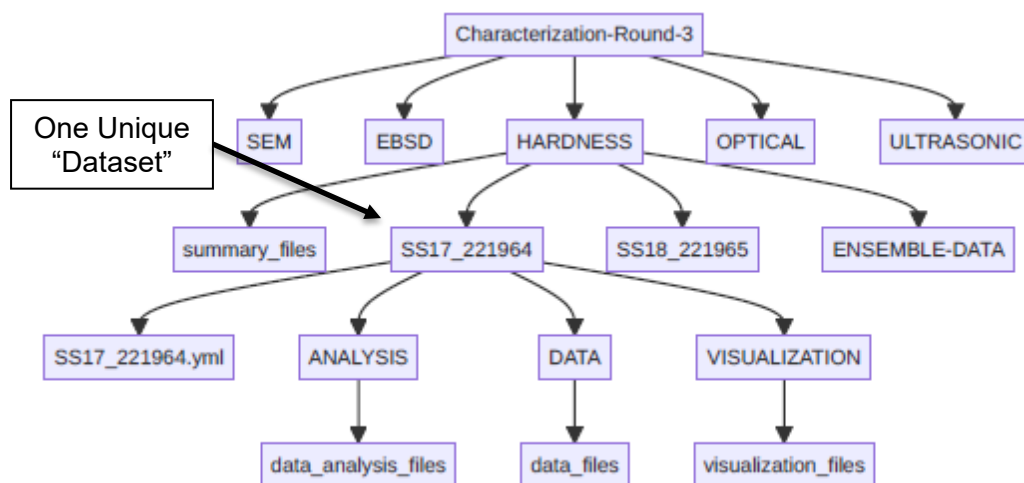 Characterization-Round-3
One Unique
“Dataset”
SEM
EBSD
HARDNESS
OPTICAL
ULTRASONIC
summary_files
SS17_221964
SS18_221965
ENSEMBLE-DATA
SS17_221964.yml
ANALYSIS
DATA
VISUALIZATION
data_analysis_files
data_files
visualization_files